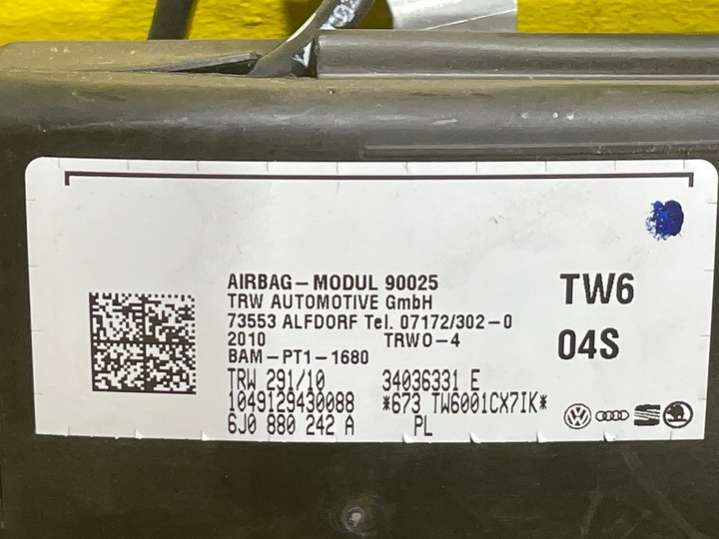 AIRBAG-MODUL 90025
TRW AUTOMOTIVE GmbH
73553 ALFDORF Tel. 07172/302-0
2010 TRWO-4
BAM-PT1-1680
TRW 291/10 34036331 E
1049129430088 *673 TW6001CX7IK*
6J0 880 242 A PL
TW6
04S